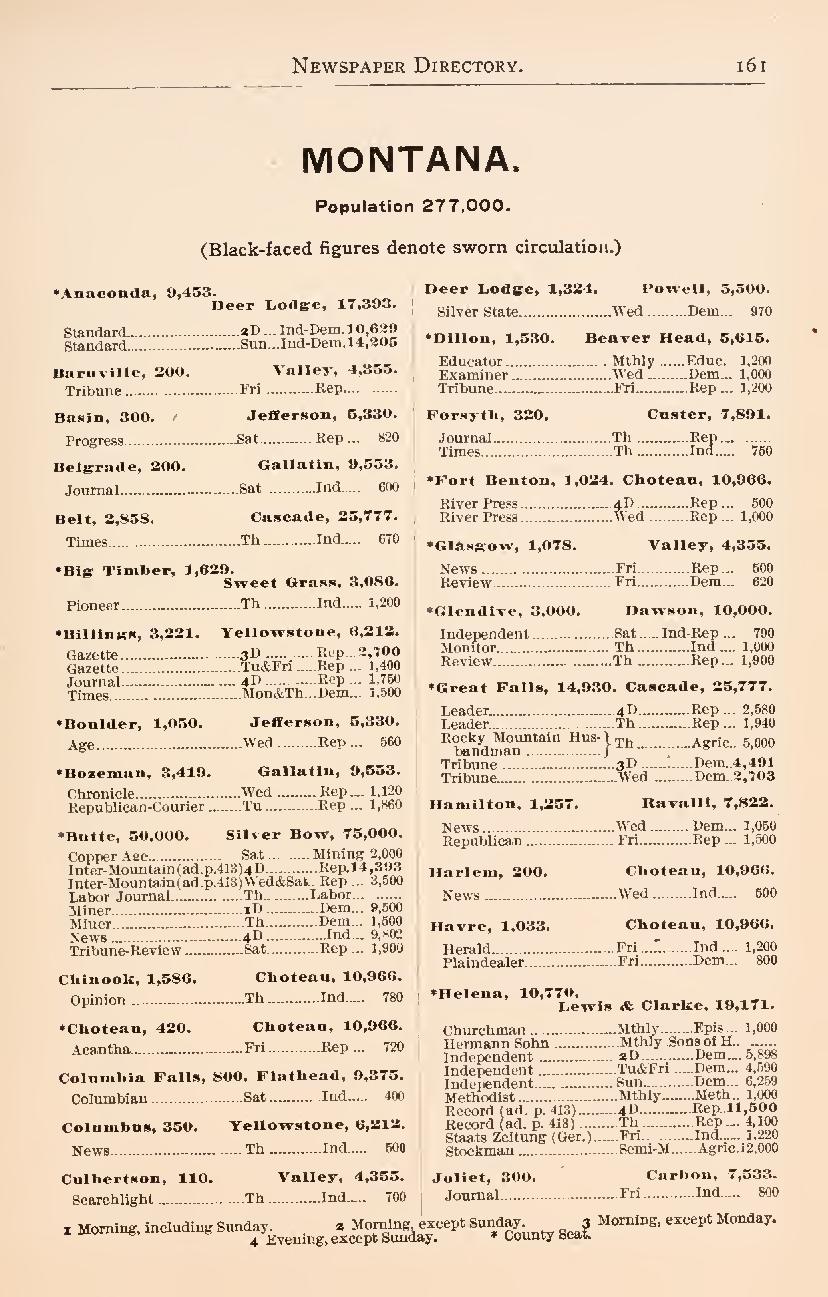 NEWSPAPER DIRECTORY. 161
MONTANA.
Population 277,000.
(Black-faced figures denote sworn circulation.)
*Anaconda, 9,453.
Deer Lodge, 17,393.
Standard 2D Ind-Dem. 10,629
Standard Sun Ind-Dem. 14,205
Baruville, 200. Valley, 4,355.
Tribune Fri Rep
Basin, 300. Jefferson, 5,330.
Progress Sat Rep 820
Belgrade, 200. Gallatin, 9,553.
Journal Sat Ind 600
Belt, 2,858. Cascade, 25,777.
Times Th Ind 670
*Big Timber, 1,629.
Sweet Grass, 3,086.
Pioneer Th Ind 1,200
*Billings, 3,221. Yellowstone, 6,212.
Gazette 3D Rep 2,700
Gazette Tu&Fri Rep 1,400
Journal 4D Rep 1,750
Times Mon&Th Dem 1,500
*Boulder, 1,050. Jefferson, 5,330.
Age Wed Rep 560
*Bozeman, 3,419. Gallatin, 9,553.
Chronicle Wed Rep 1,120
Republican-Courier Tu Rep 1,860
*Butte, 50,000. Silver Bow, 75,000.
Copper Age Sat Mining 2,000
Inter-Mountain (ad. p. 413) 4D Rep. 14,393
Inter-Mountain (ad. p. 413) Wed&Sat. Rep 3,500
Labor Journal Th Labor
Miner 1D Dem 9,500
Miner Th Dem 1,500
News 4D Ind 9,802
Tribune-Review Sat Rep 1,900
Chinook, 1,586. Choteau, 10,966.
Opinion Th Ind 780
*Choteau, 420. Choteau, 10,966.
Acantha Fri Rep 720
Columbia Falls, 800. Flathead, 9,375.
Columbian Sat Ind 400
Columbus, 350. Yellowstone, 6,212.
News Th Ind 500
Culbertson, 110. Valley, 4,355.
Searchlight Th Ind 700
Deer Lodge, 1,324. Powell, 5,500.
Silver State Wed Dem 970
*Dillon, 1,530. Beaver Head, 5,615.
Educator Mthly Educ. 1,200
Examiner Wed Dem 1,000
Tribune Fri Rep 1,200
Forsyth, 320. Custer, 7,891.
Journal Th Rep
Times Th Ind 750
*Fort Benton, 1,024. Choteau, 10,966.
River Press 4D Rep 500
River Press Wed Rep 1,000
*Glasgow, 1,078. Valley, 4,355.
News Fri Rep 500
Review Fri Dem 620
*Glendive, 3,000. Dawson, 10,000.
Independent Sat Ind-Rep 790
Monitor Th Ind 1,000
Review Th Rep 1,900
*Great Falls, 14,930. Cascade, 25,777.
Leader 4D Rep 2,580
Leader Th Rep 1,940
Rocky Mountain Hus-
bandman } Th Agric. 5,000
Tribune 3D Dem. 4,491
Tribune Wed Dem. 2,703
Hamilton, 1,257. Ravalli, 7,822.
News Wed Dem 1,050
Republican Fri Rep 1,500
Harlem, 200. Choteau, 10,966.
News Wed Ind 500
Havre, 1,033. Choteau, 10,966.
Herald Fri Ind 1,200
Plaindealer Fri Dem 800
*Helena, 10,770.
Lewis & Clarke, 19,171.
Churchman Mthly Epis 1,000
Hermann Sohn Mthly Sons of H.
Independent 2D Dem 5,898
Independent Tu&Fri Dem 4,590
Independent Sun Dem 6,259
Methodist Mthly Meth. 1,000
Record (ad. p. 413) 4D Rep. 11,500
Record (ad. p. 413) Th Rep 4,100
Staats Zeitung (Ger.) Fri Ind 1,220
Stockman Semi-M Agric. 12,000
Joliet, 300. Carbon, 7,533.
Journal Fri Ind 800
1 Morning, including Sunday. 2 Morning, except Sunday. 3 Morning, except Monday.
4 Evening, except Sunday. * County Seat.